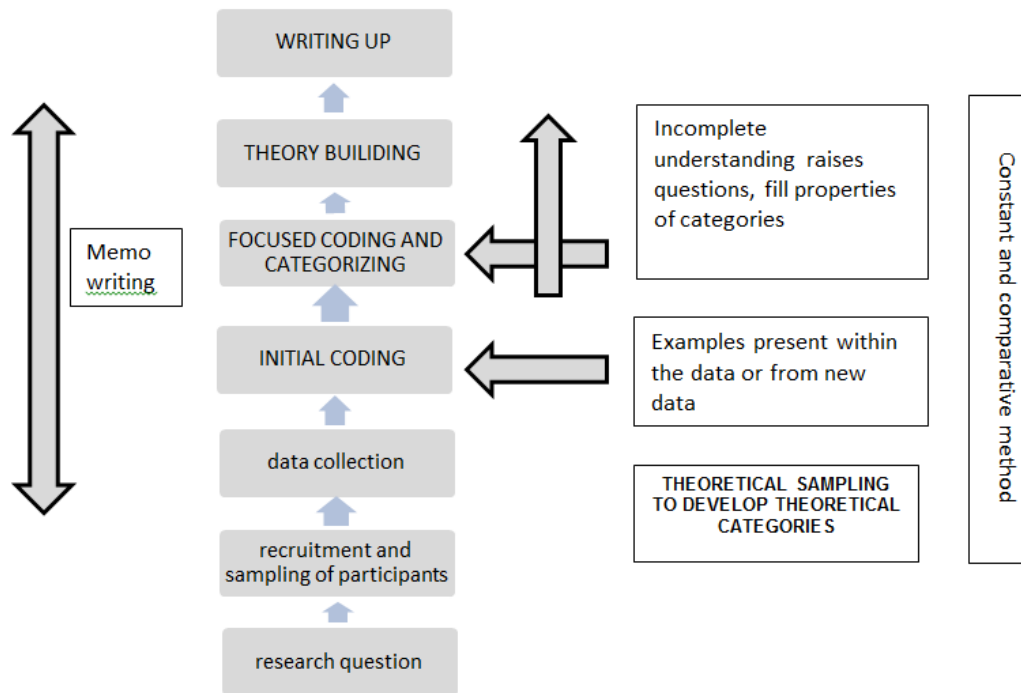 WRITING UP
THEORY BUILIDING
FOCUSED CODING AND
CATEGORIZING
INITIAL CODING
data collection
recruitment and
sampling of participants
research question
Memo
writing
Incomplete
understanding raises
questions, fill properties
of categories
Examples present within
the data or from new
data
THEORETICAL SAMPLING
TO DEVELOP THEORETICAL
CATEGORIES
Constant and comparative method